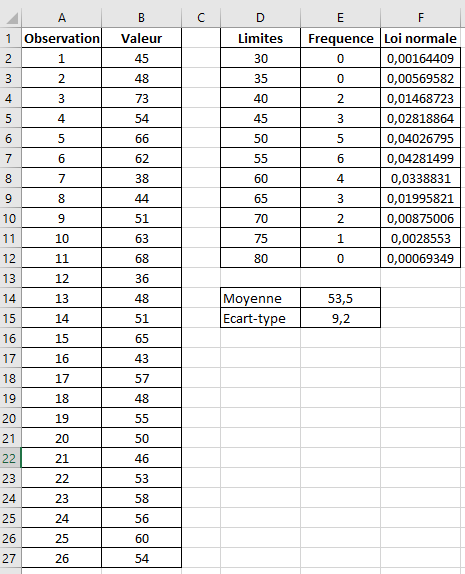 A B C D E F
1 Observation Valeur Limites Frequence Loi normale
2 1 45 30 0 0,00164409
3 2 48 35 0 0,00569582
4 3 73 40 2 0,01468723
5 4 54 45 3 0,02818864
6 5 66 50 5 0,04026795
7 6 62 55 6 0,04281499
8 7 38 60 4 0,0338831
9 8 44 65 3 0,01995821
10 9 51 70 2 0,00875006
11 10 63 75 1 0,0028553
12 11 68 80 0 0,00069349
13 12 36
14 13 48 Moyenne 53,5
15 14 51 Ecart-type 9,2
16 15 65
17 16 43
18 17 57
19 18 48
20 19 55
21 20 50
22 21 46
23 22 53
24 23 58
25 24 56
26 25 60
27 26 54